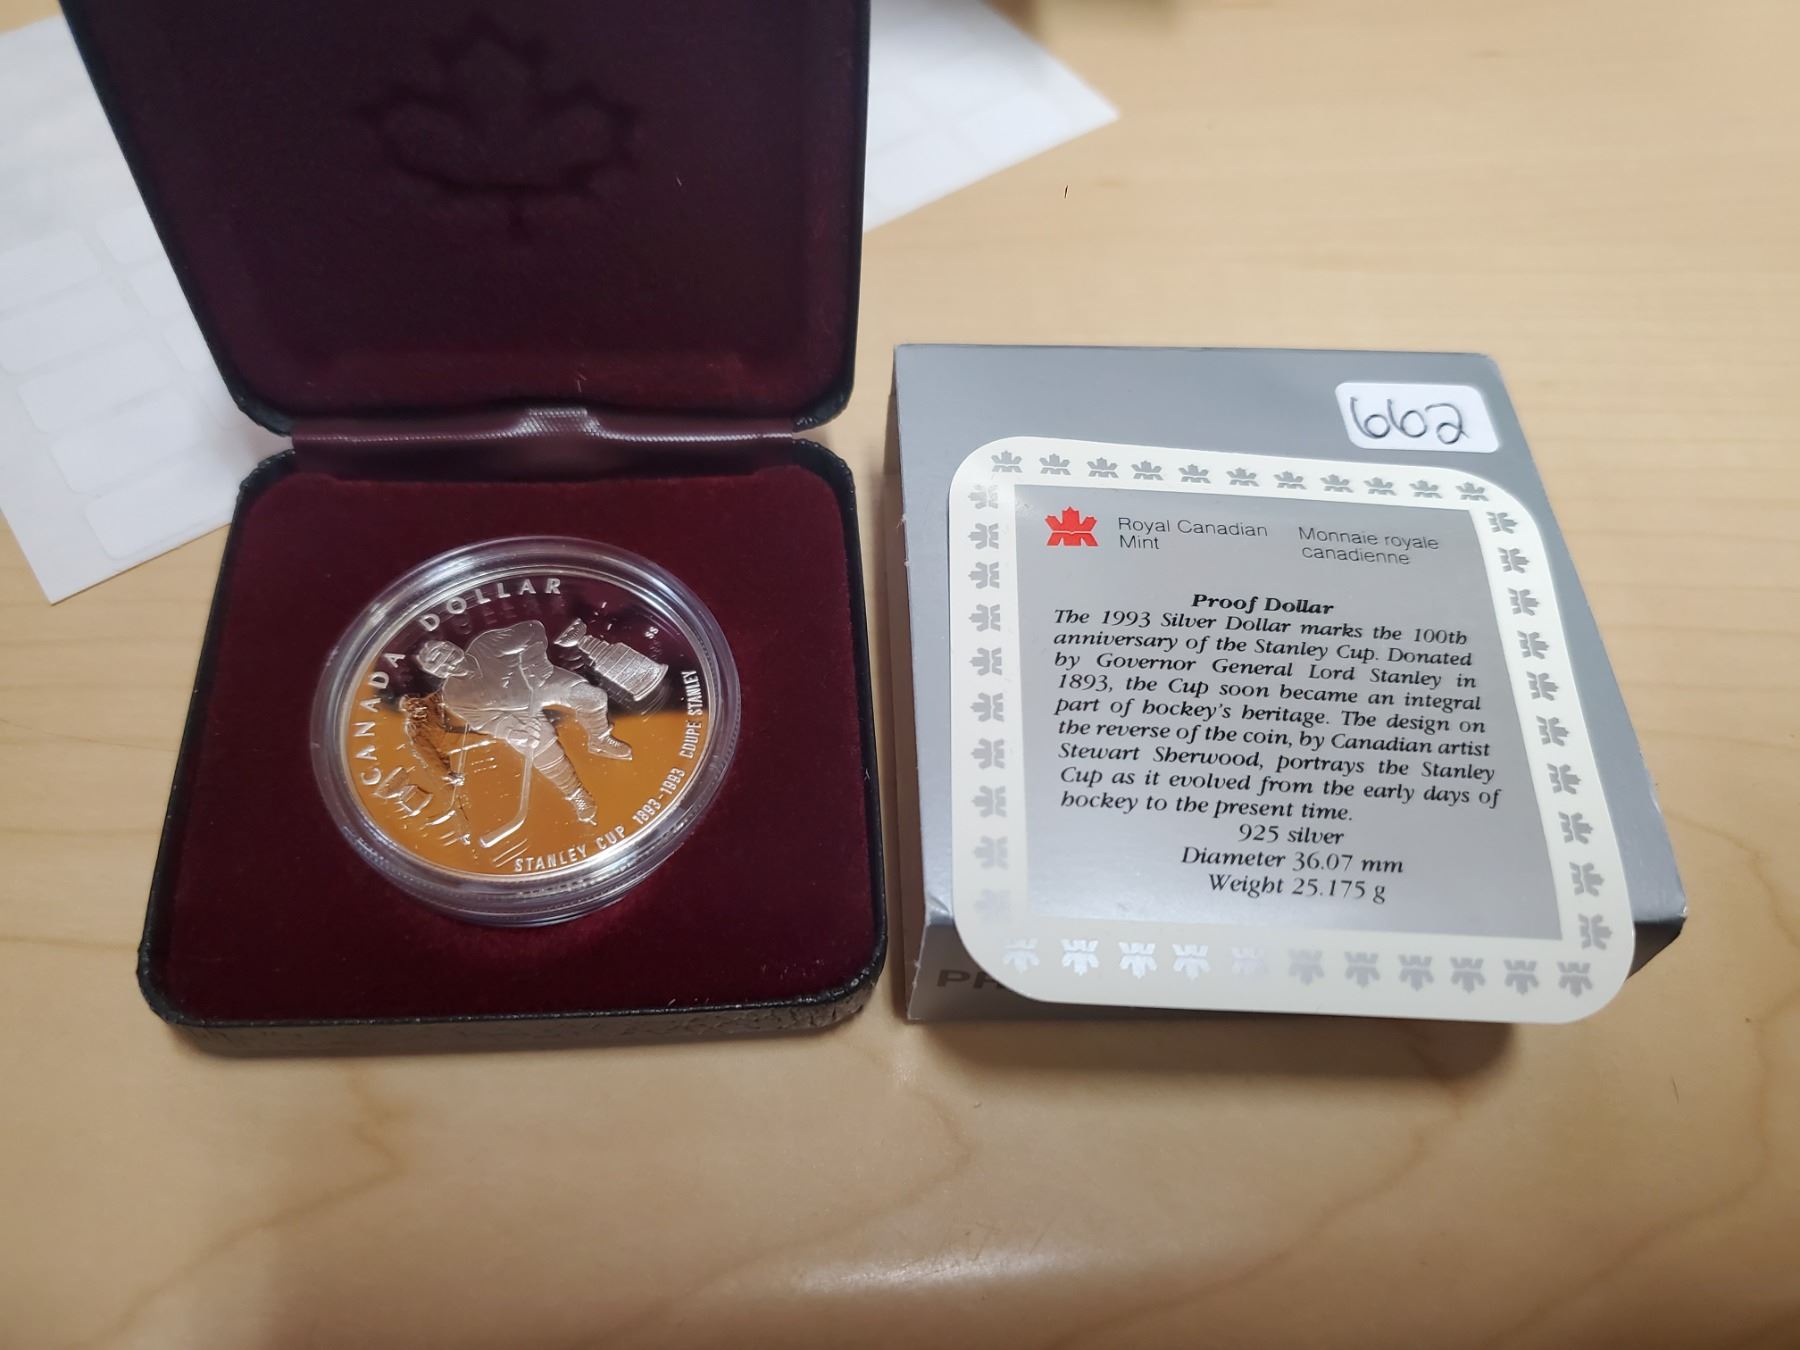 CANADA DOLLAR
SS
STANLEY CUP 1893-1993 COUPE STANLEY
662
Royal Canadian Mint
Monnaie royale canadienne
Proof Dollar
The 1993 Silver Dollar marks the 100th
anniversary of the Stanley Cup. Donated
by Governor General Lord Stanley in
1893, the Cup soon became an integral
part of hockey's heritage. The design on
the reverse of the coin, by Canadian artist
Stewart Sherwood, portrays the Stanley
Cup as it evolved from the early days of
hockey to the present time.
925 silver
Diameter 36.07 mm
Weight 25.175 g